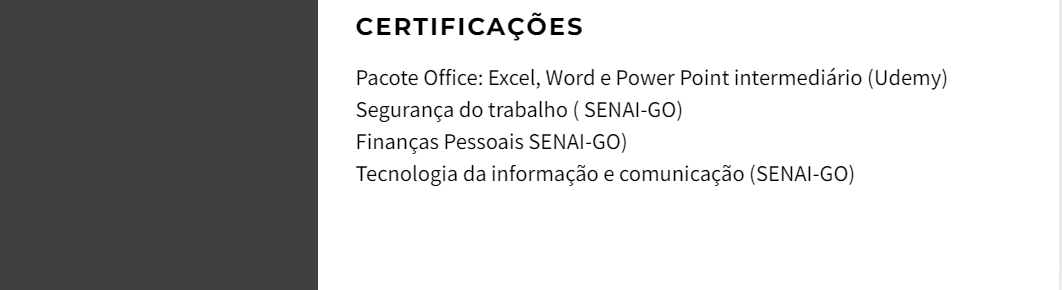 CERTIFICAÇÕES
Pacote Office: Excel, Word e Power Point intermediário (Udemy)
Segurança do trabalho ( SENAI-GO)
Finanças Pessoais SENAI-GO)
Tecnologia da informação e comunicação (SENAI-GO)